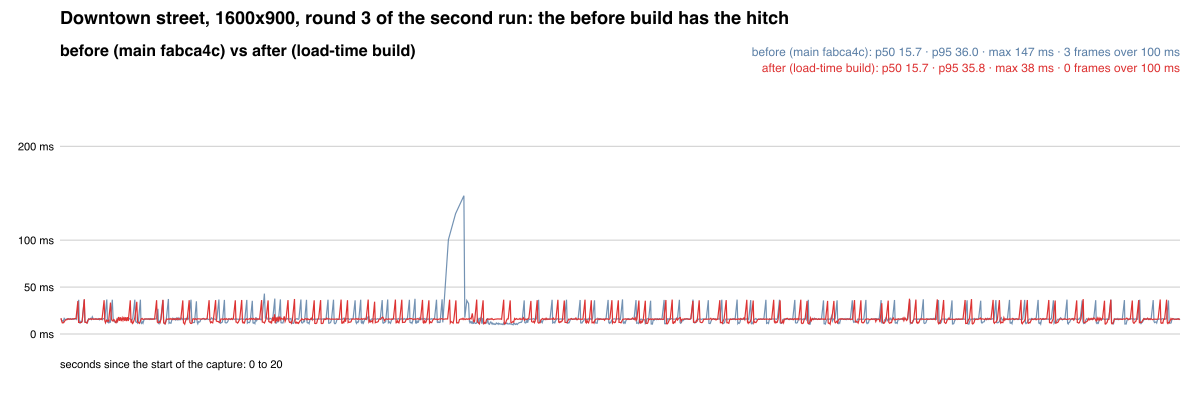 Downtown street, 1600x900, round 3 of the second run: the before build has the hitch
before (main fabca4c) vs after (load-time build)
before (main fabca4c): p50 15.7 · p95 36.0 · max 147 ms · 3 frames over 100 ms
after (load-time build): p50 15.7 · p95 35.8 · max 38 ms · 0 frames over 100 ms
200 ms
100 ms
50 ms
0 ms
seconds since the start of the capture: 0 to 20